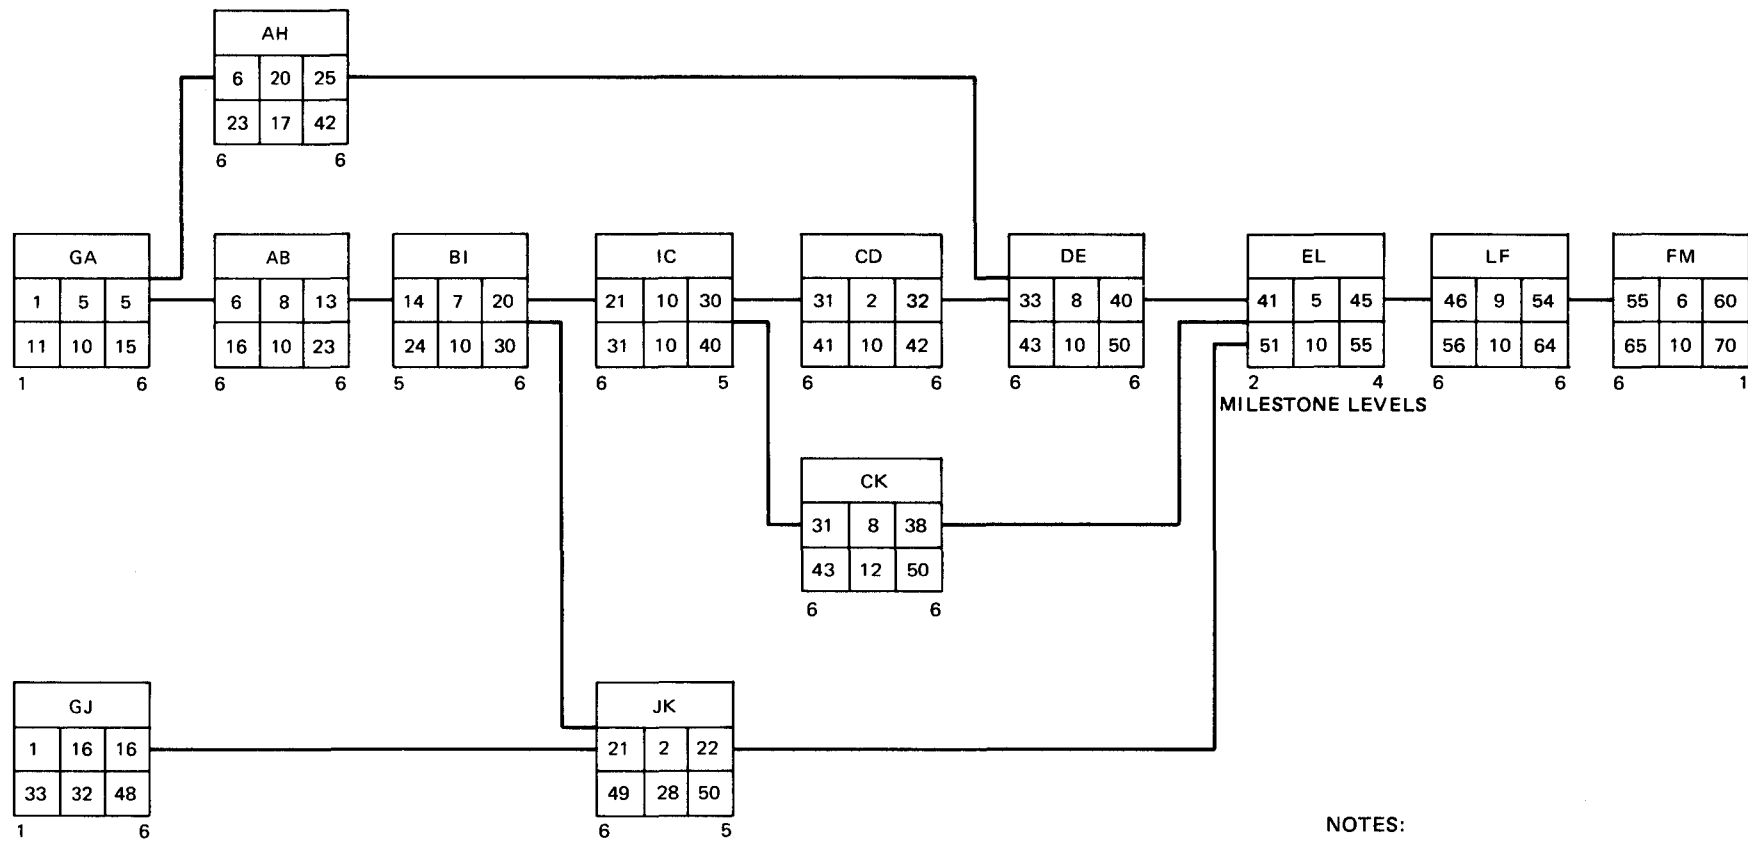 AH
6 20 25
23 17 42
6 6
GA AB BI IC CD DE EL LF FM
1 5 5 6 8 13 14 7 20 21 10 30 31 2 32 33 8 40 41 5 45 46 9 54 55 6 60
11 10 15 16 10 23 24 10 30 31 10 40 41 10 42 43 10 50 51 10 55 56 10 64 65 10 70
1 6 6 6 5 6 6 5 6 6 6 6 2 4 6 6 6 1
MILESTONE LEVELS
CK
31 8 38
43 12 50
6 6
GJ JK
1 16 16 21 2 22
33 32 48 49 28 50
1 6 6 5
NOTES: